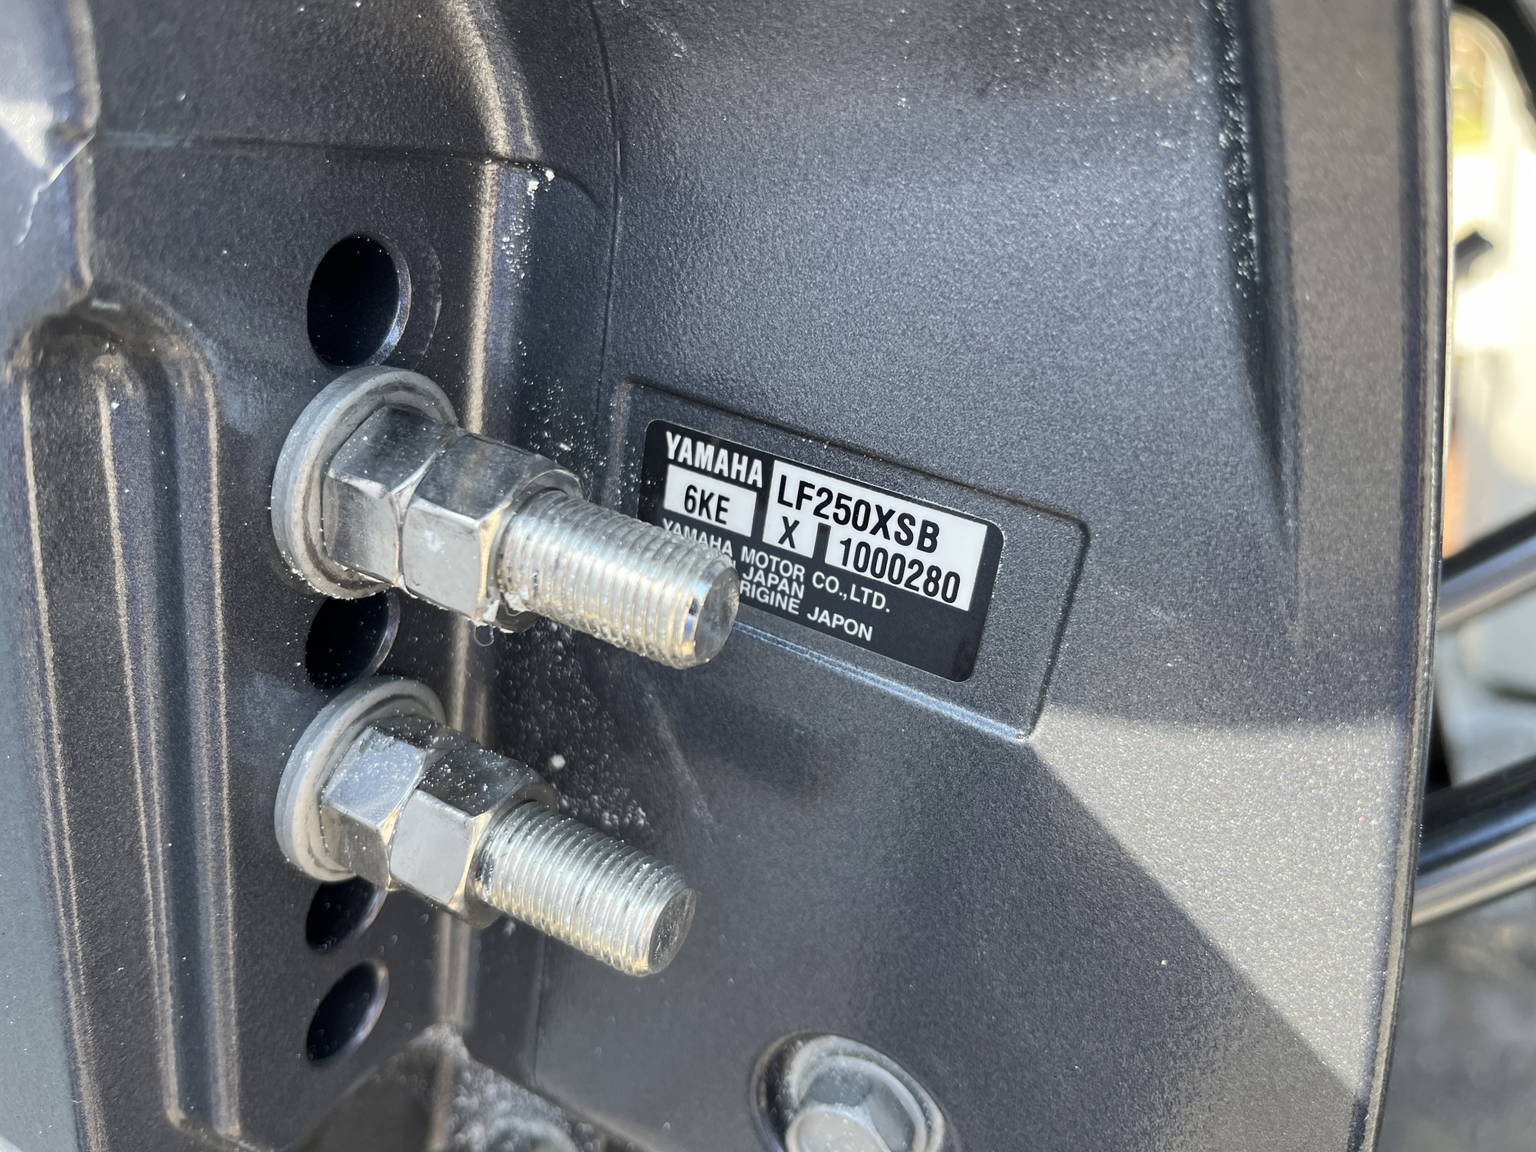 YAMAHA LF250XSB
6KE X 1000280
YAMAHA MOTOR CO.,LTD.
JAPAN
JAPON